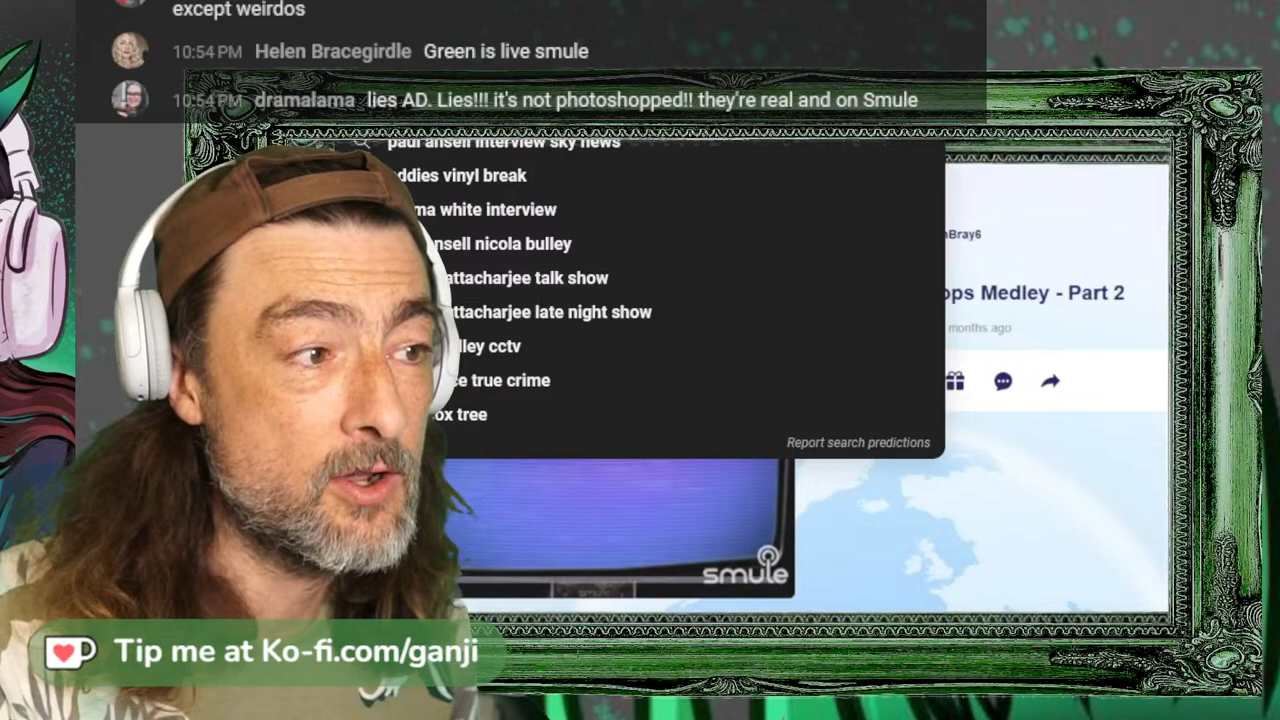 except weirdos
10:54 PM Helen Bracegirdle Green is live smule
10:54 PM dramalama lies AD. Lies!!! it's not photoshopped!! they're real and on Smule
paul ansell interview sky news
ddies vinyl break
ma white interview
nsell nicola bulley
attacharjee talk show
ttacharjee late night show
lley cctv
ce true crime
ox tree
Report search predictions
nBray6
ops Medley - Part 2
months ago
smule
Tip me at Ko-fi.com/ganji